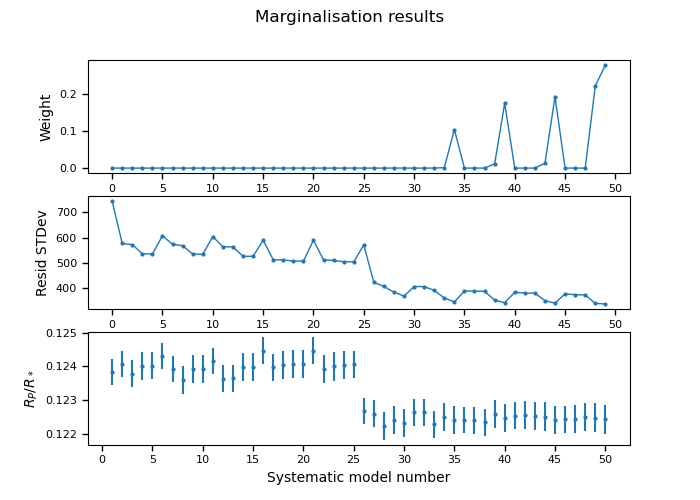 Marginalisation results
Weight
0.2
0.1
0.0
0 5 10 15 20 25 30 35 40 45 50
Resid STDev
700
600
500
400
0 5 10 15 20 25 30 35 40 45 50
R_P/R_*
0.125
0.124
0.123
0.122
0 5 10 15 20 25 30 35 40 45 50
Systematic model number